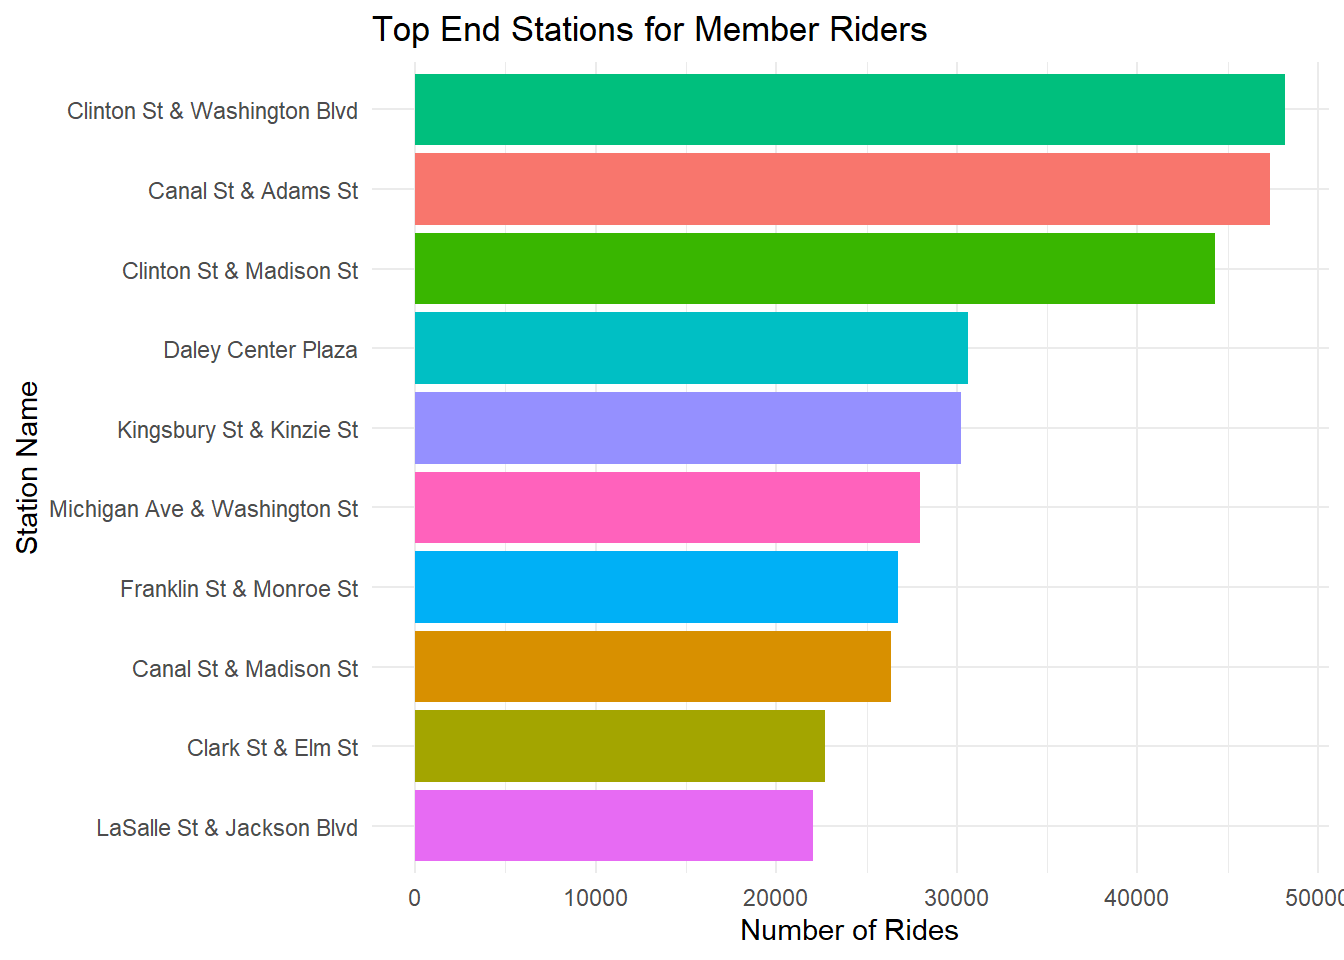 Top End Stations for Member Riders
Station Name
Clinton St & Washington Blvd
Canal St & Adams St
Clinton St & Madison St
Daley Center Plaza
Kingsbury St & Kinzie St
Michigan Ave & Washington St
Franklin St & Monroe St
Canal St & Madison St
Clark St & Elm St
LaSalle St & Jackson Blvd
0 10000 20000 30000 40000 50000
Number of Rides